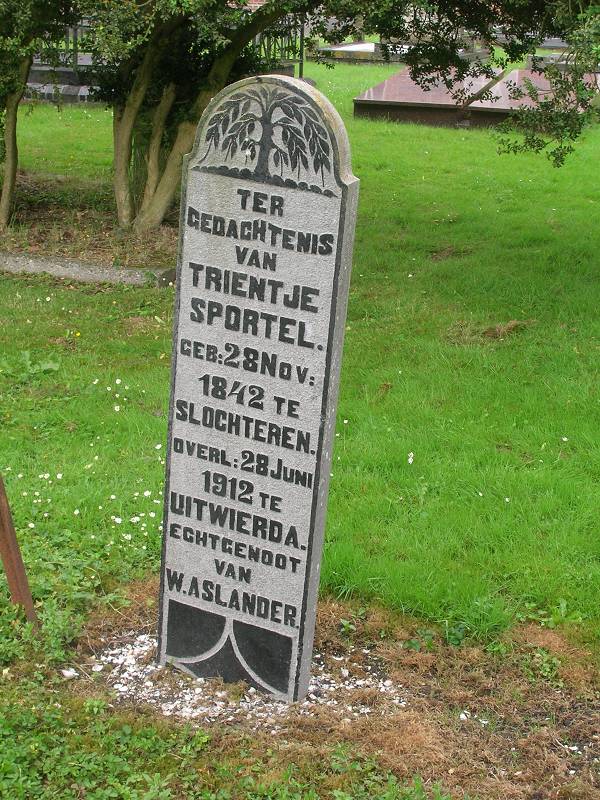 TER
GEDACHTENIS
VAN
TRIENTJE
SPORTEL.
GEB: 28 NOV:
1842 TE
SLOCHTEREN.
OVERL: 28 JUNI
1912 TE
UITWIERDA.
ECHTGENOOT
VAN
W. ASLANDER.